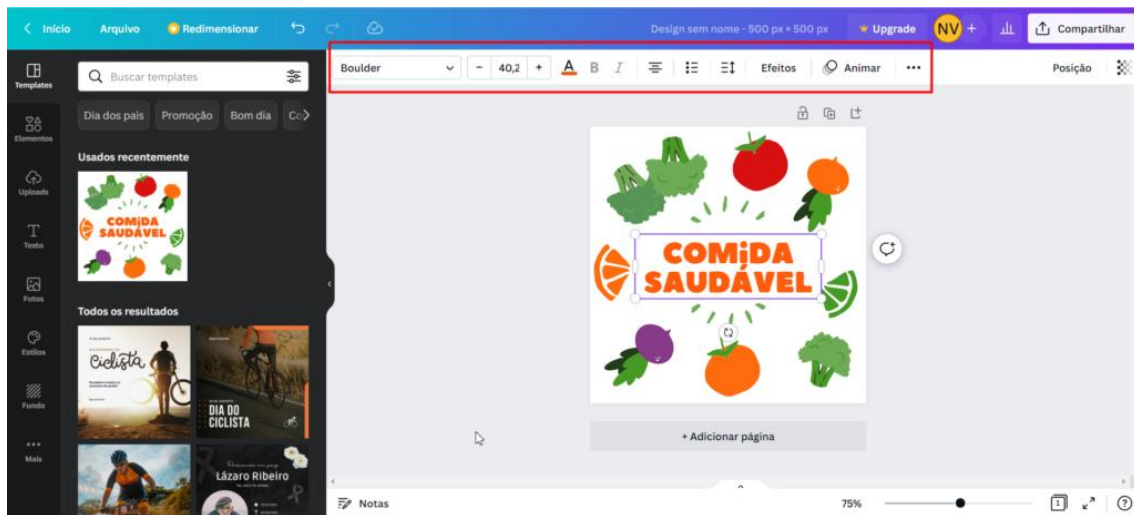 Início Arquivo Redimensionar Design sem nome - 500 px × 500 px Upgrade NV + Compartilhar
Boulder - 40,2 + A B I Efeitos Animar ... Posição
Templates
Elementos
Uploads
Texto
Fotos
Estilos
Fundo
Mais
Buscar templates
Dia dos pais Promoção Bom dia
Usados recentemente
COMiDA
SAUDÁVEL
Todos os resultados
Ciclista
DIA DO
CICLISTA
Lázaro Ribeiro
COMiDA
SAUDÁVEL
+ Adicionar página
Notas 75% 1 ?